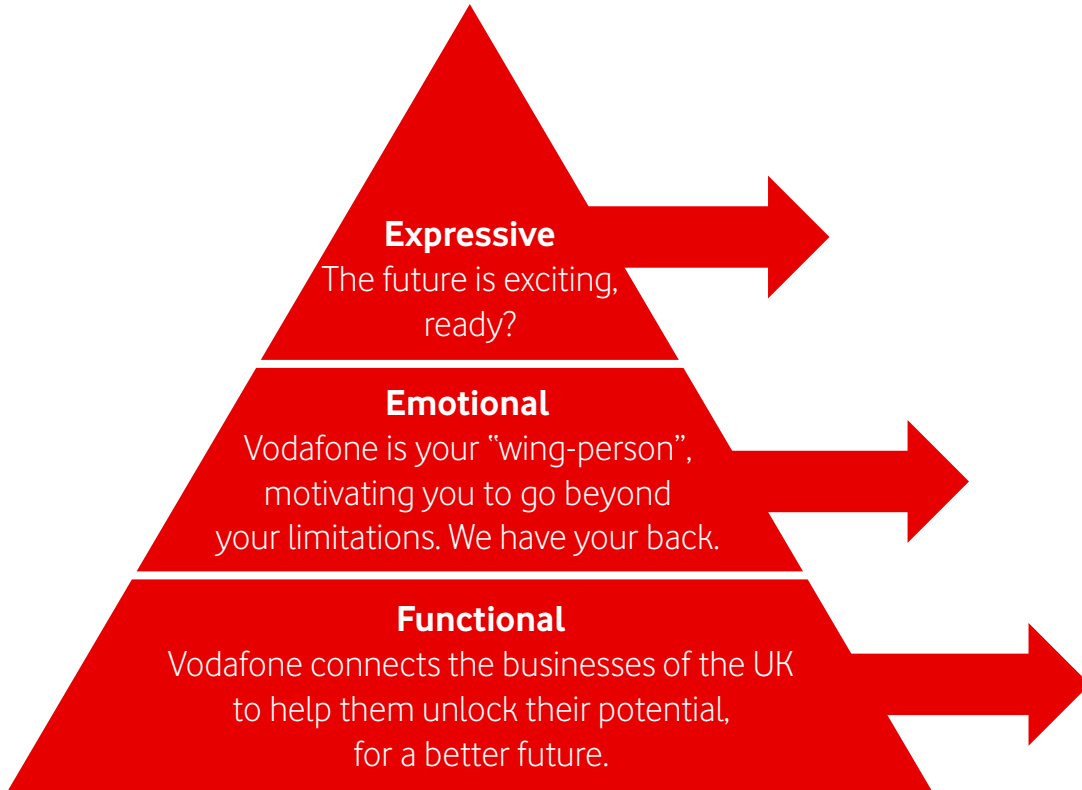 Expressive
The future is exciting,
ready?
Emotional
Vodafone is your “wing-person”,
motivating you to go beyond
your limitations. We have your back.
Functional
Vodafone connects the businesses of the UK
to help them unlock their potential,
for a better future.